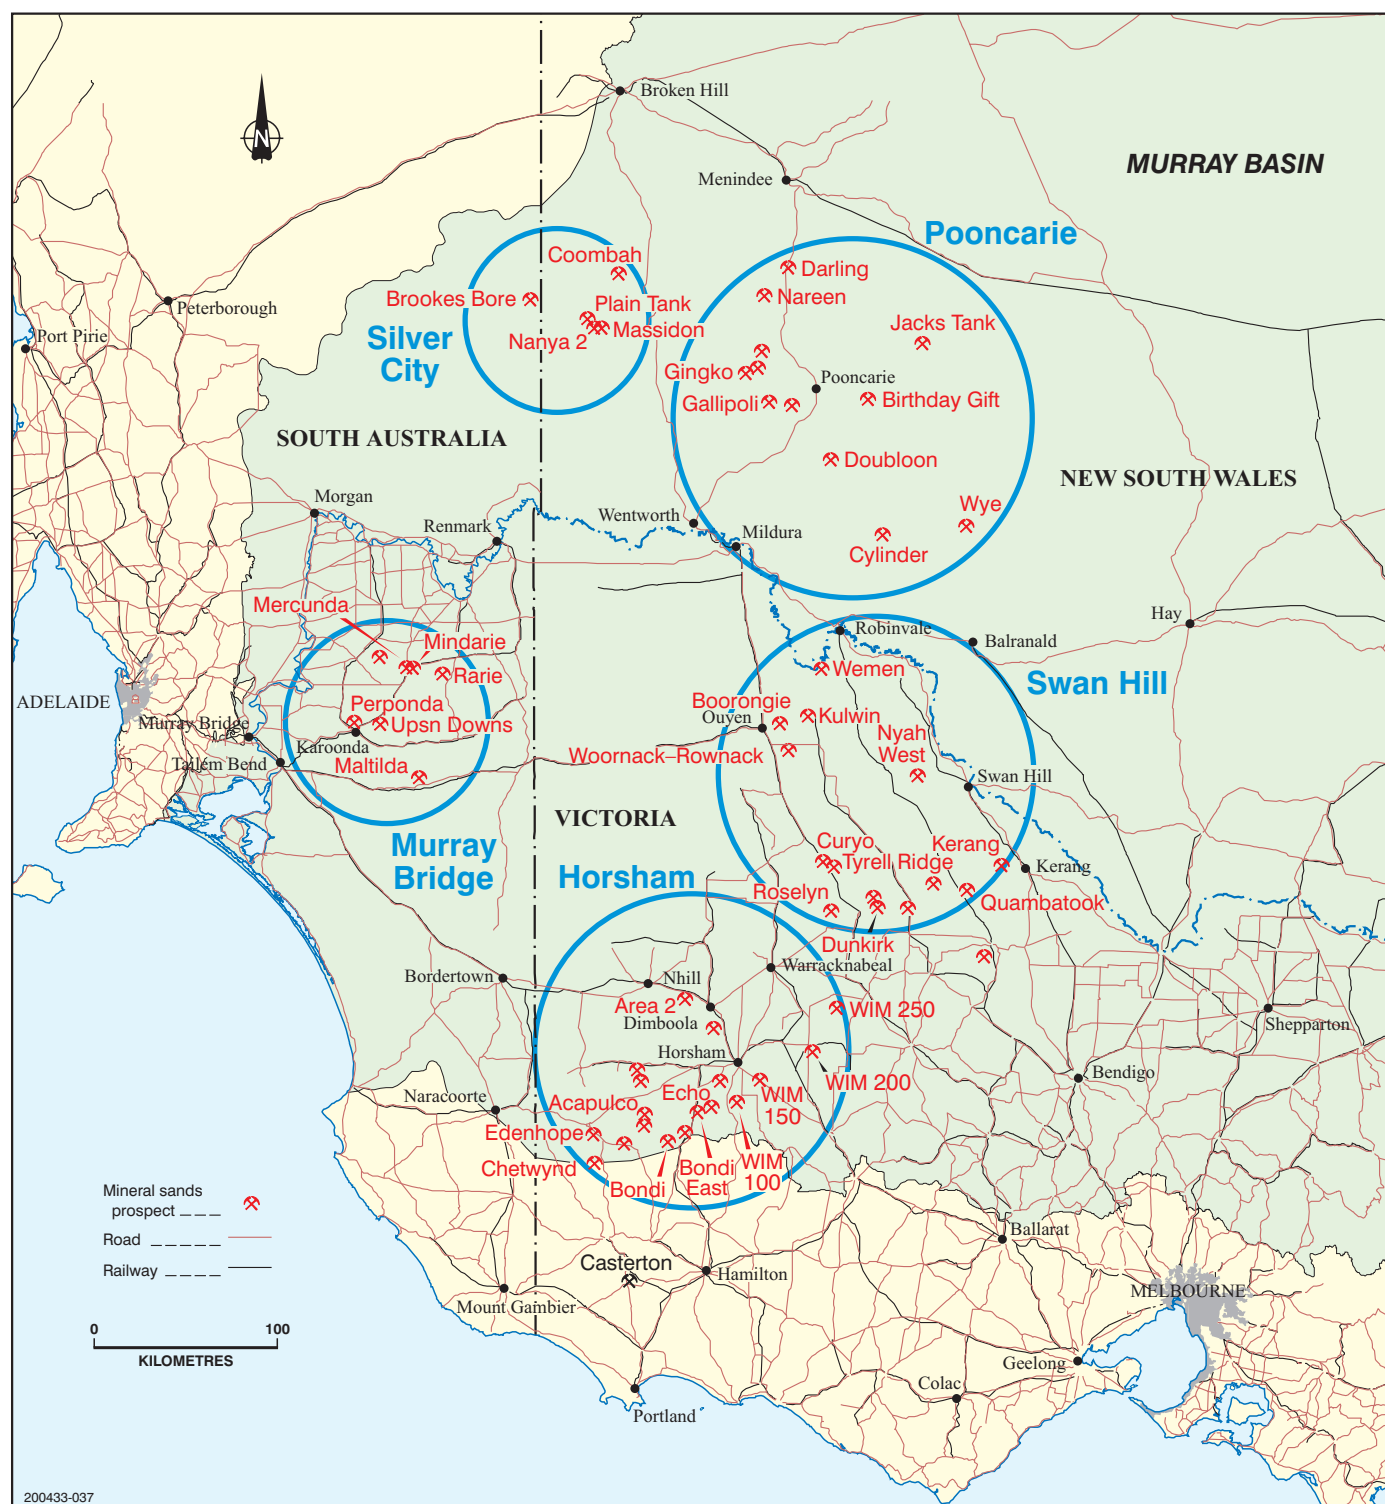 Broken Hill
MURRAY BASIN
Menindee
Pooncarie
Coombah
Darling
Brookes Bore
Plain Tank
Nareen
Peterborough
Massidon
Jacks Tank
Port Pirie
Silver
City
Nanya 2
Gingko
Pooncarie
Gallipoli
Birthday Gift
SOUTH AUSTRALIA
Doubloon
NEW SOUTH WALES
Morgan
Renmark
Wentworth
Wye
Mildura
Cylinder
Mercunda
Hay
Robinvale
Balranald
Mindarie
Rarie
Wemen
Swan Hill
ADELAIDE
Perponda
Boorongie
Murray Bridge
Upsn Downs
Ouyen
Kulwin
Karoonda
Nyah
West
Tailem Bend
Maltilda
Woornack–Rownack
Swan Hill
VICTORIA
Murray
Bridge
Horsham
Curyo
Kerang
Tyrell Ridge
Kerang
Roselyn
Quambatook
Dunkirk
Bordertown
Nhill
Warracknabeal
Area 2
WIM 250
Dimboola
Shepparton
Horsham
WIM 200
Bendigo
Naracoorte
Acapulco
Echo
WIM
150
Edenhope
Chetwynd
Bondi
Bondi
East
WIM
100
Mineral sands
prospect
Road
Railway
Ballarat
Casterton
Hamilton
MELBOURNE
Mount Gambier
0 100
KILOMETRES
Geelong
Colac
Portland
200433-037
N